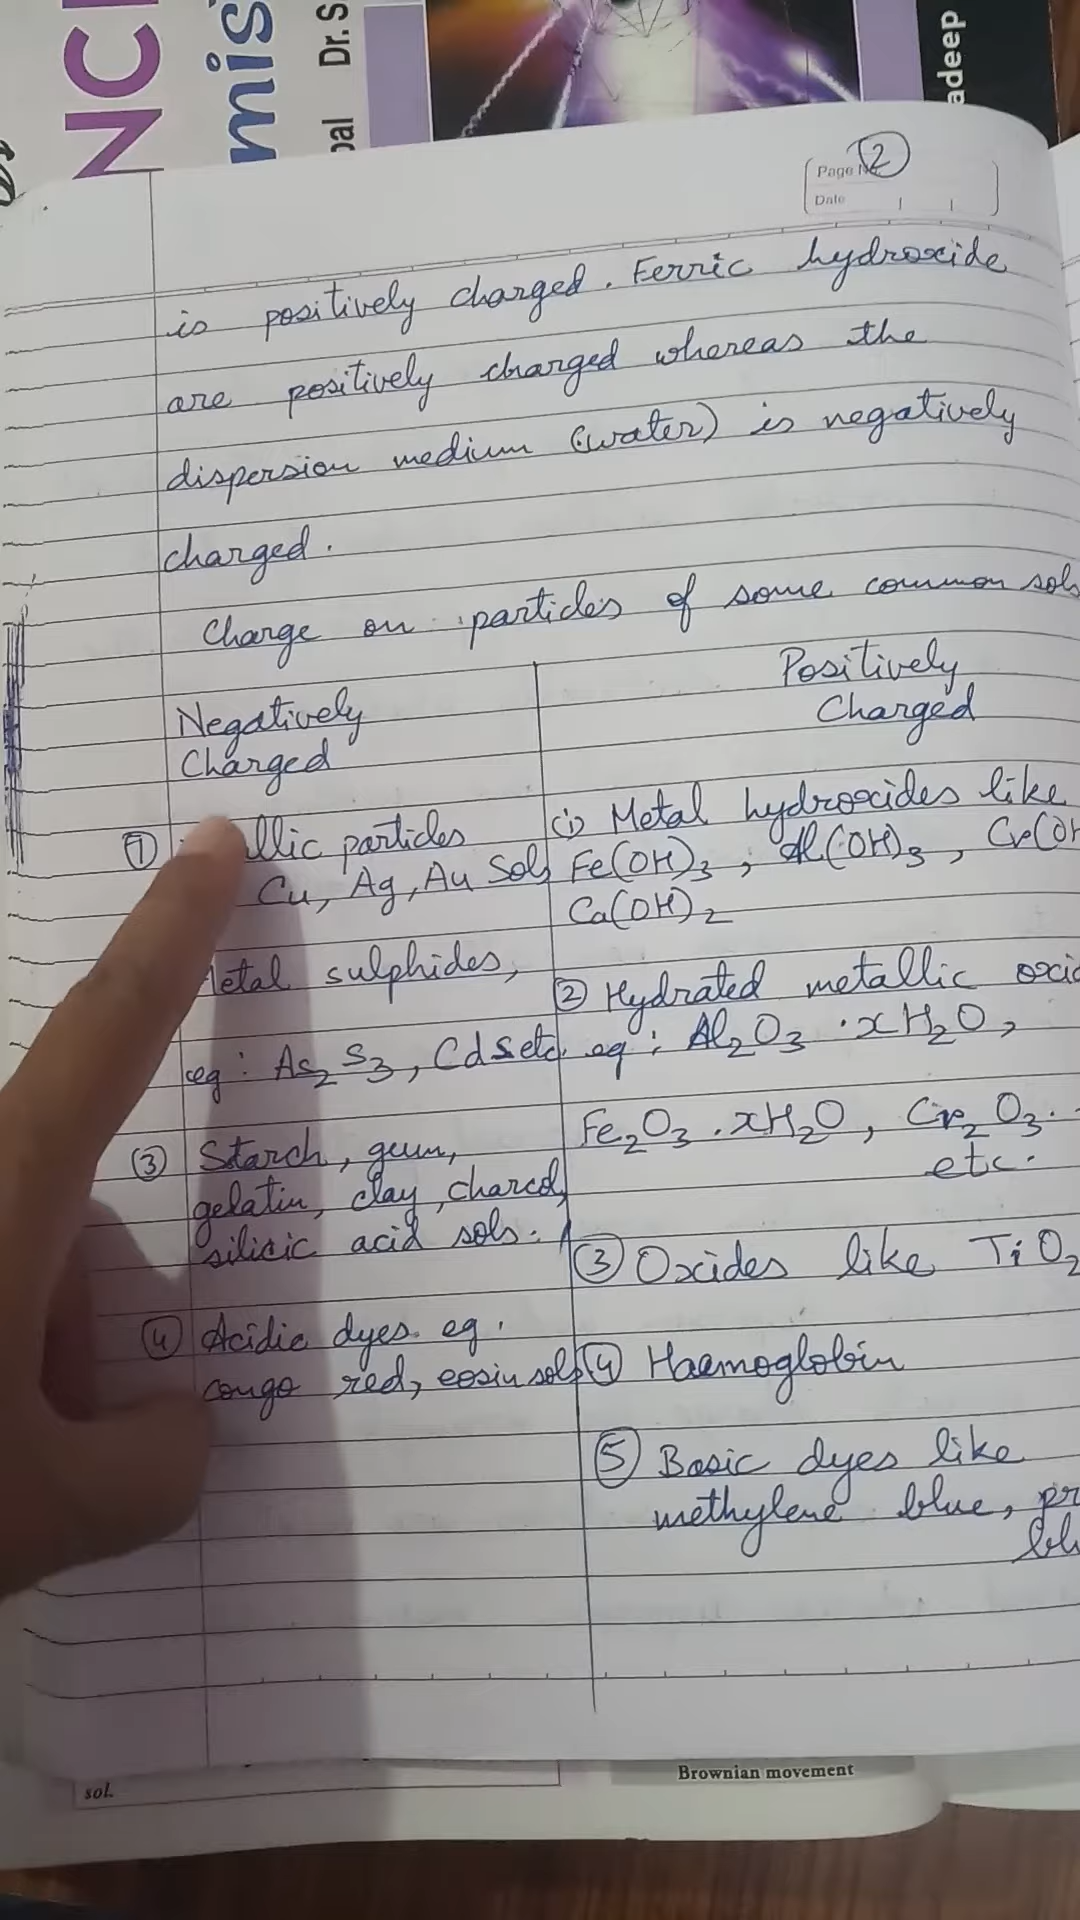 NC
mis
pal Dr. S
adeep
Page No
2
Date
is positively charged. Ferric hydroxide
are positively charged whereas the
dispersion medium (water) is negatively
charged.
Charge on particles of some common sols
Negatively
Charged
① llic particles
Cu, Ag, Au Sols
etal sulphides,
eg: As₂S₃, CdS etc.
③ Starch, gum,
gelatin, clay, charcol,
silicic acid sols.
④ Acidic dyes eg.
congo red, eosin sols
Positively
Charged
(i) Metal hydroxides like
Fe(OH)₃, Al(OH)₃, Cr(OH
Ca(OH)₂
② Hydrated metallic oxid
eg: Al₂O₃ ·xH₂O,
Fe₂O₃ .xH₂O, Cr₂O₃.
etc.
③ Oxides like TiO₂
④ Haemoglobin
⑤ Basic dyes like
methylene blue, pr
bl
sol.
Brownian movement